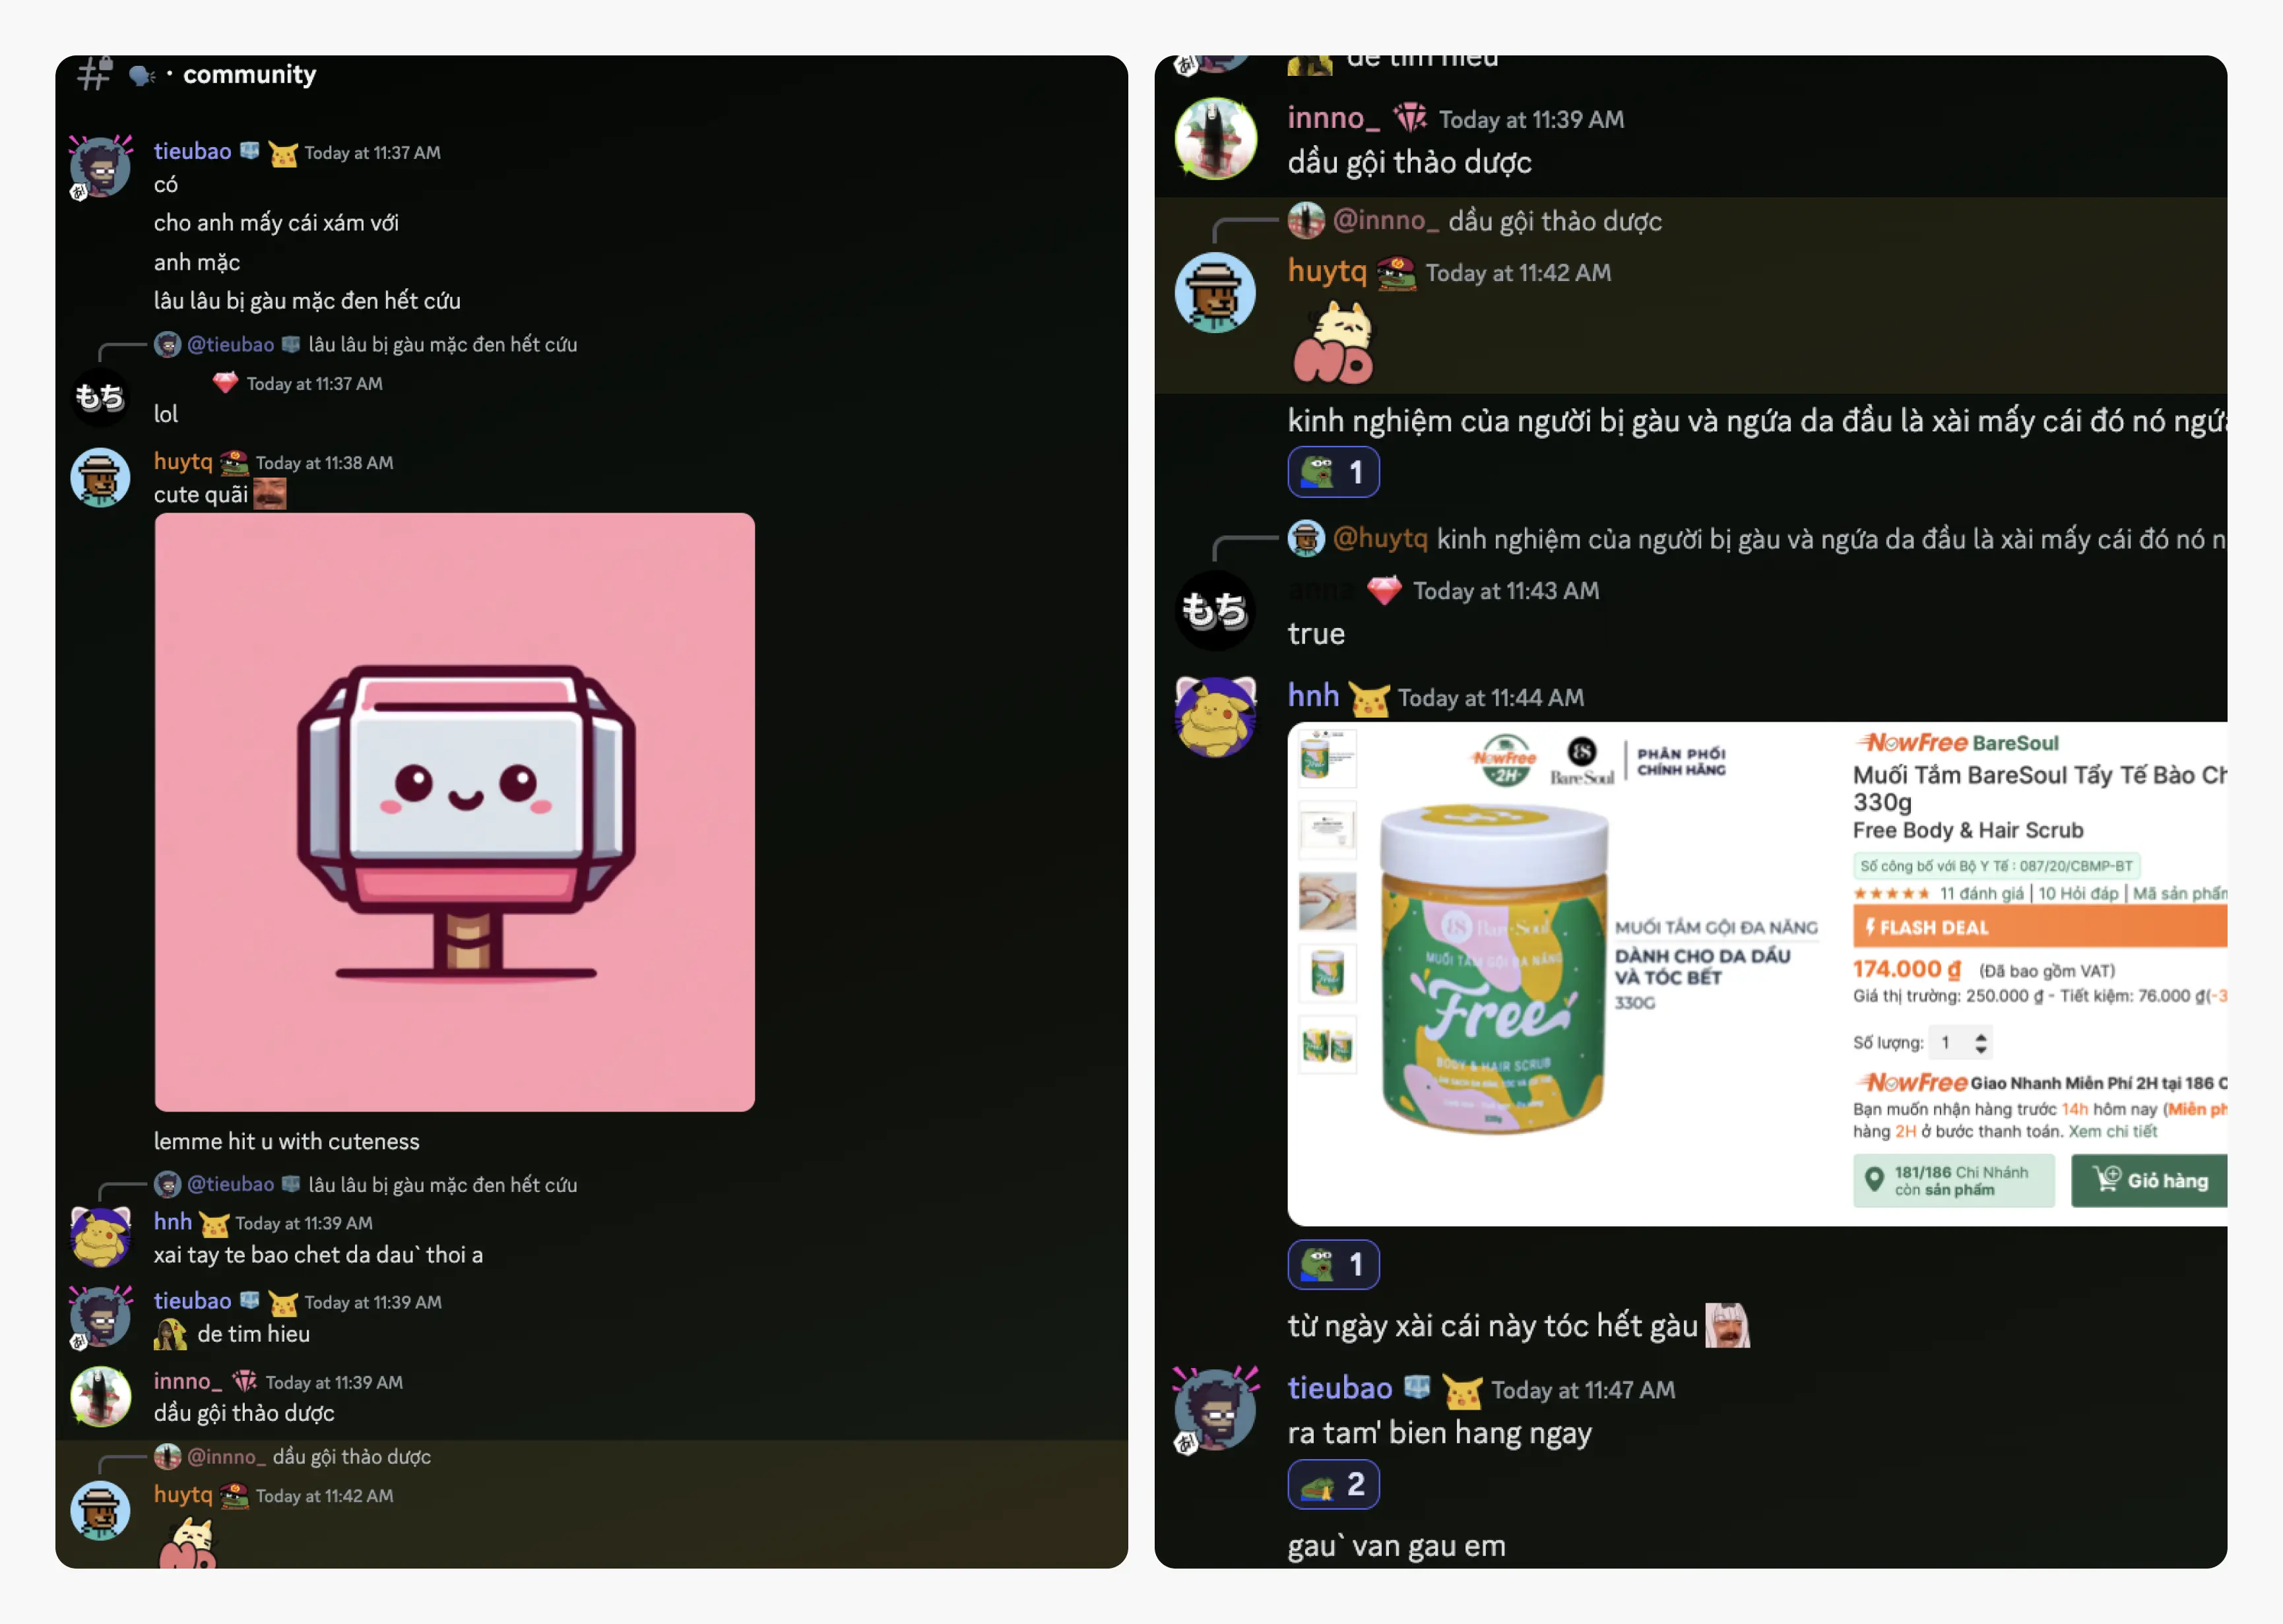 community
tieubao Today at 11:37 AM
có
cho anh mấy cái xám với
anh mặc
lâu lâu bị gàu mặc đen hết cứu
@tieubao lâu lâu bị gàu mặc đen hết cứu
もち
Today at 11:37 AM
lol
huytq Today at 11:38 AM
cute quãi
lemme hit u with cuteness
@tieubao lâu lâu bị gàu mặc đen hết cứu
hnh Today at 11:39 AM
xai tay te bao chet da dau` thoi a
tieubao Today at 11:39 AM
de tim hieu
innno_ Today at 11:39 AM
dầu gội thảo dược
@innno_ dầu gội thảo dược
huytq Today at 11:42 AM
NO
de tim hieu
innno_ Today at 11:39 AM
dầu gội thảo dược
@innno_ dầu gội thảo dược
huytq Today at 11:42 AM
NO
kinh nghiệm của người bị gàu và ngứa da đầu là xài mấy cái đó nó ngứa
1
@huytq kinh nghiệm của người bị gàu và ngứa da đầu là xài mấy cái đó nó n
もち
anna Today at 11:43 AM
true
hnh Today at 11:44 AM
NowFree 2H
BareSoul
PHÂN PHỐI
CHÍNH HÃNG
BareSoul
MUỐI TẮM GỘI ĐA NĂNG
Free
BODY & HAIR SCRUB
330g
MUỐI TẮM GỘI ĐA NĂNG
DÀNH CHO DA DẦU
VÀ TÓC BẾT
330G
NowFree BareSoul
Muối Tắm BareSoul Tẩy Tế Bào Ch
330g
Free Body & Hair Scrub
Số công bố với Bộ Y Tế : 087/20/CBMP-BT
11 đánh giá | 10 Hỏi đáp | Mã sản phẩm
FLASH DEAL
174.000 ₫ (Đã bao gồm VAT)
Giá thị trường: 250.000 ₫ - Tiết kiệm: 76.000 ₫(-3
Số lượng: 1
NowFree Giao Nhanh Miễn Phí 2H tại 186 C
Bạn muốn nhận hàng trước 14h hôm nay (Miễn ph
hàng 2H ở bước thanh toán. Xem chi tiết
181/186 Chi Nhánh
còn sản phẩm
Giỏ hàng
1
từ ngày xài cái này tóc hết gàu
tieubao Today at 11:47 AM
ra tam' bien hang ngay
2
gau` van gau em